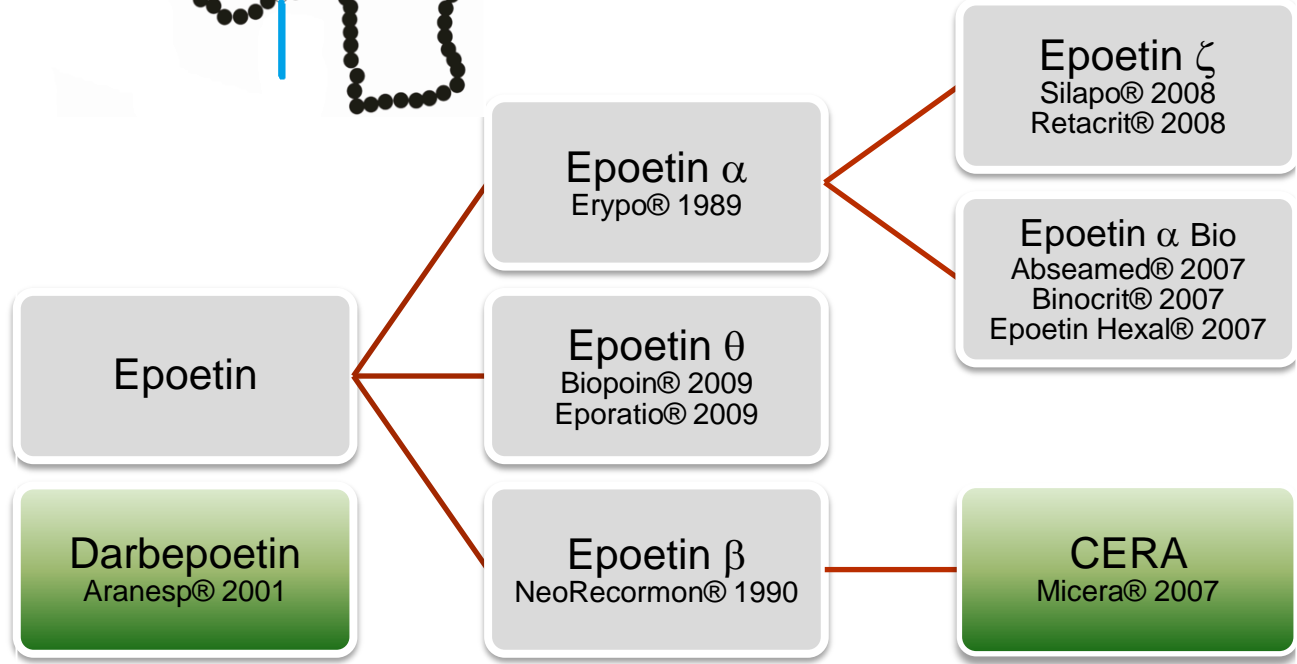 Epoetin
Darbepoetin
Aranesp® 2001
Epoetin α
Erypo® 1989
Epoetin θ
Biopoin® 2009
Eporatio® 2009
Epoetin β
NeoRecormon® 1990
Epoetin ζ
Silapo® 2008
Retacrit® 2008
Epoetin α Bio
Abseamed® 2007
Binocrit® 2007
Epoetin Hexal® 2007
CERA
Micera® 2007